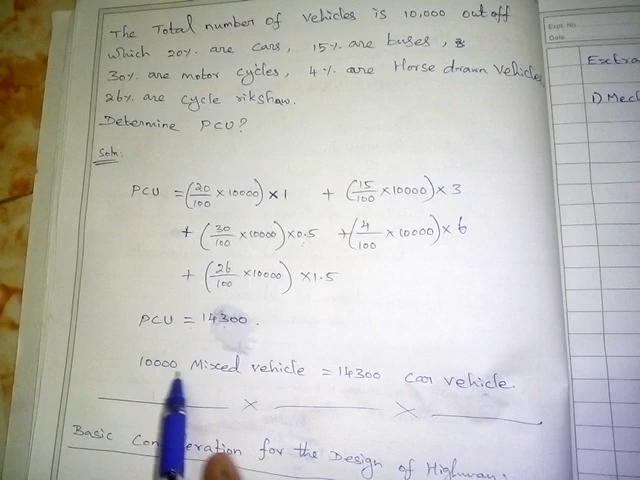 The Total number of Vehicles is 10,000 out off
which 20% are cars, 15% are buses, &
30% are motor cycles, 4% are Horse drawn Vehicles
26% are cycle rikshaw.
Determine PCU?
Soln:
PCU = (20/100 x 10000) x 1 + (15/100 x 10000) x 3
+ (30/100 x 10000) x 0.5 + (4/100 x 10000) x 6
+ (26/100 x 10000) x 1.5
PCU = 14300.
10000 Mixed vehicle = 14300 Car vehicle.
x x
Basic Con eration for the Design of Highway:
Expt. No.
Date
Extra
1) Mecl